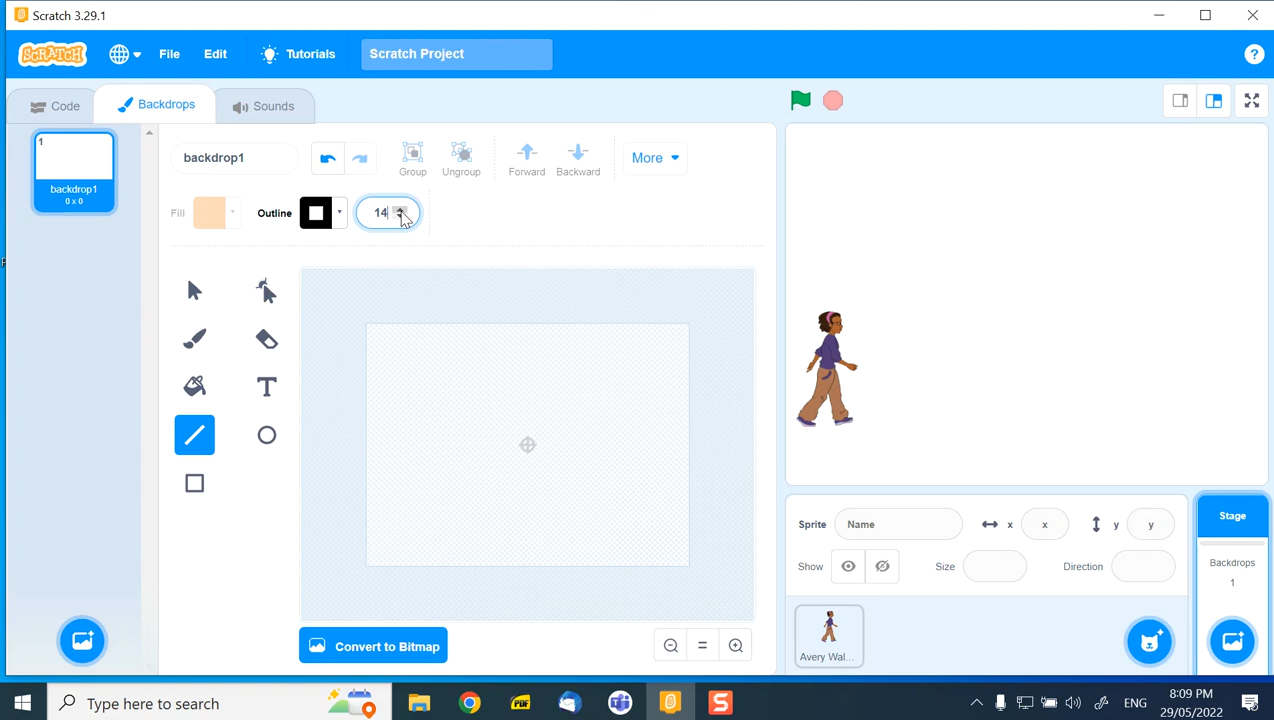 Scratch 3.29.1
SCRATCH
File
Edit
Tutorials
Scratch Project
?
Code
Backdrops
Sounds
1
backdrop1
0 x 0
backdrop1
Group
Ungroup
Forward
Backward
More
Fill
Outline
14
T
Convert to Bitmap
Sprite
Name
x
x
y
y
Show
Size
Direction
Avery Wal...
Stage
Backdrops
1
Type here to search
PDF
S
ENG
8:09 PM
29/05/2022